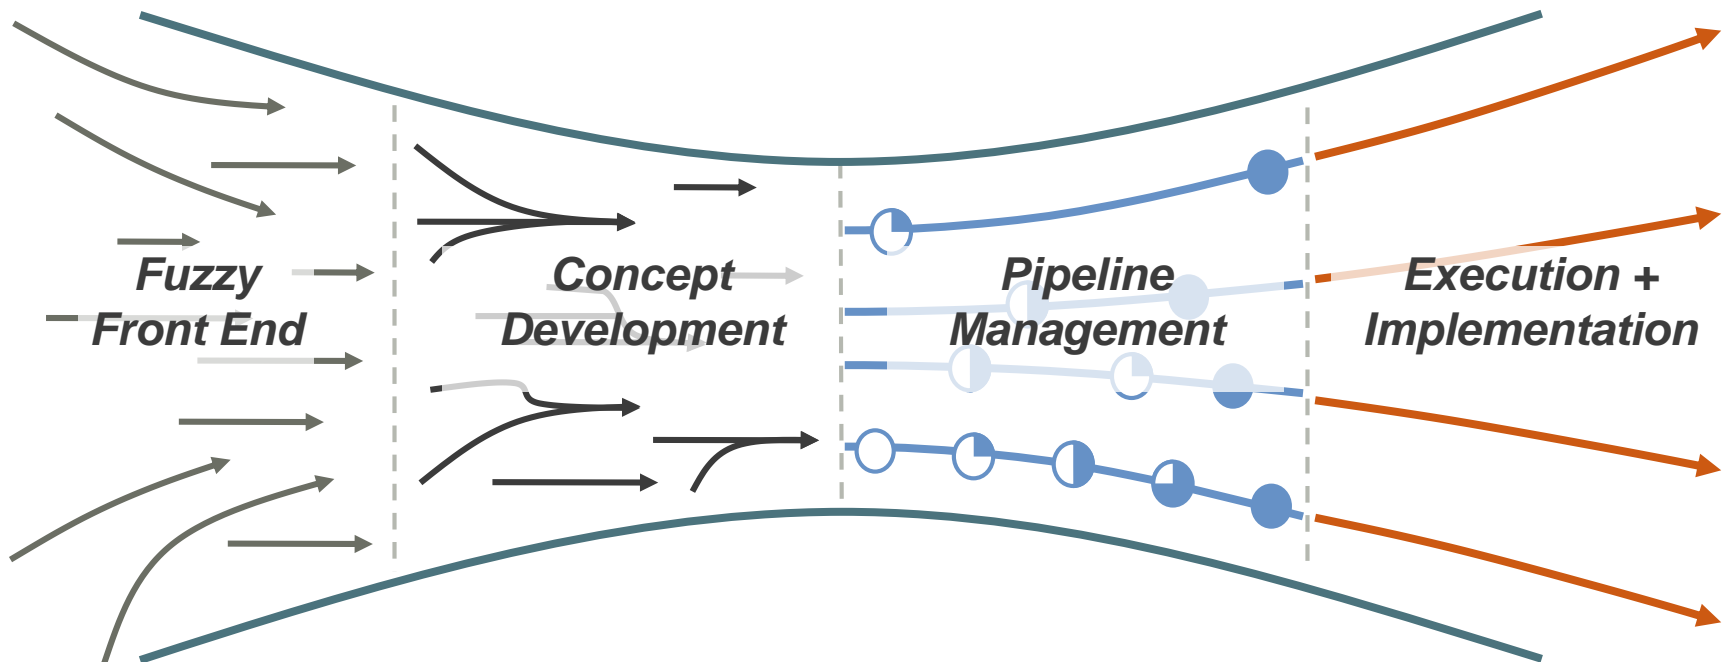 Fuzzy
Front End
Concept
Development
Pipeline
Management
Execution +
Implementation